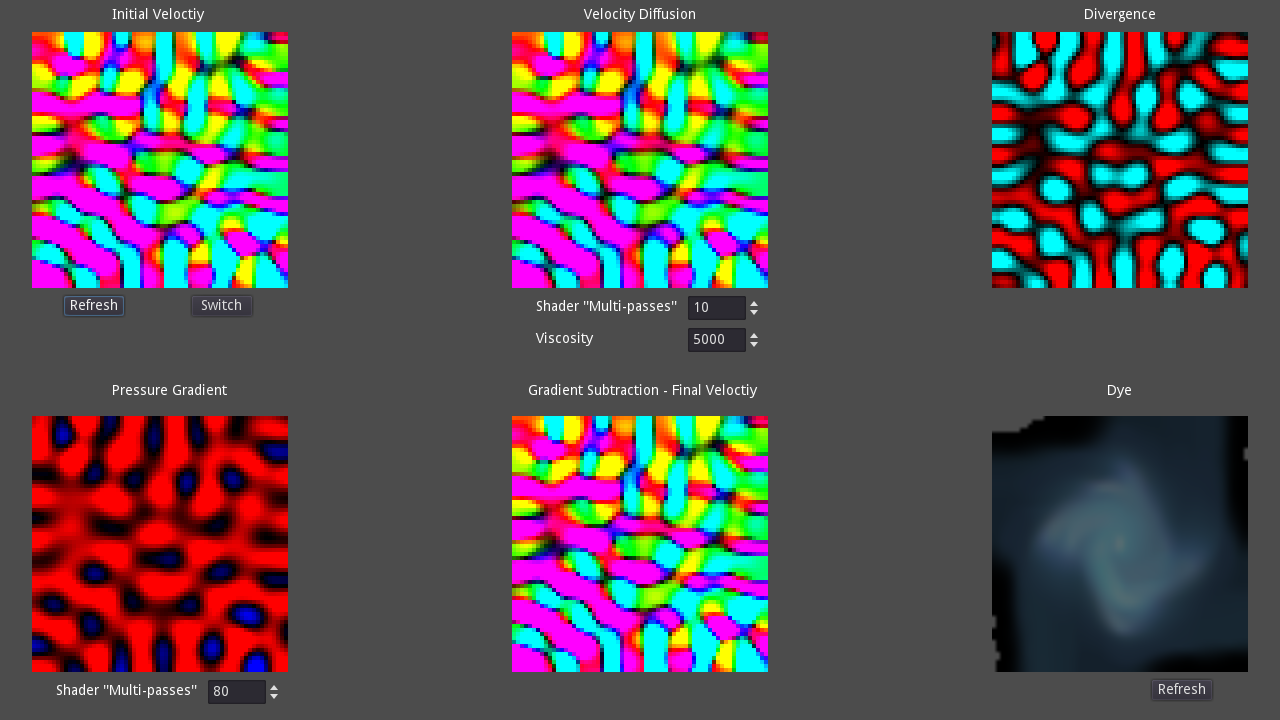 Initial Veloctiy
Velocity Diffusion
Divergence
Refresh
Switch
Shader "Multi-passes"
10
Viscosity
5000
Pressure Gradient
Gradient Subtraction - Final Veloctiy
Dye
Shader "Multi-passes"
80
Refresh